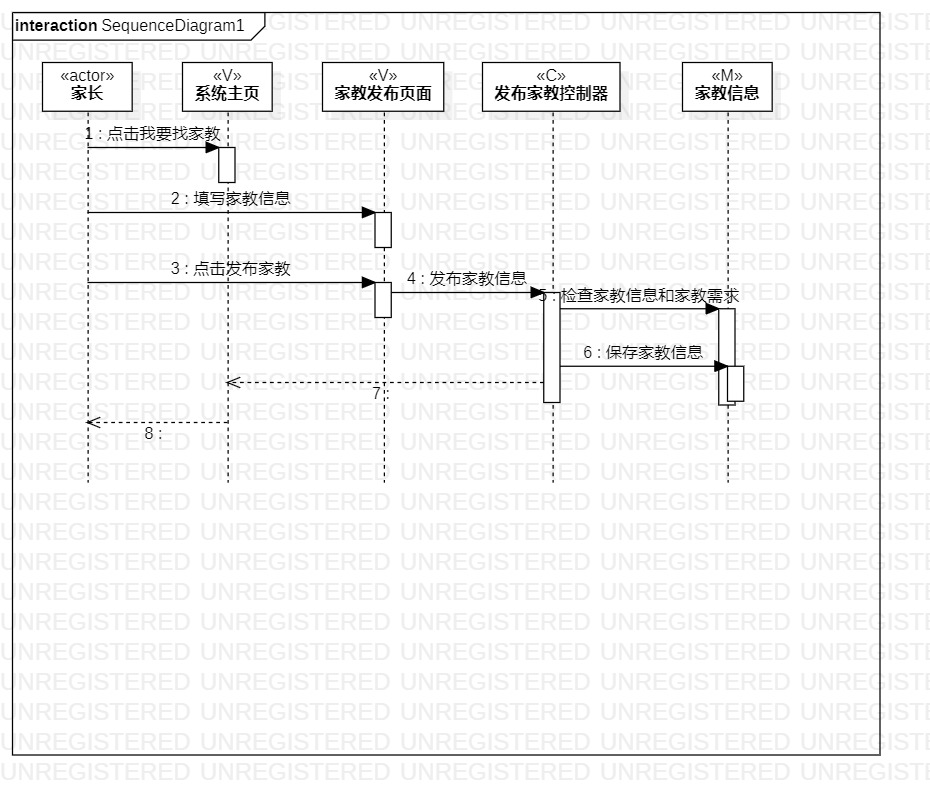 interaction SequenceDiagram1
«actor»
家长
«V»
系统主页
«V»
家教发布页面
«C»
发布家教控制器
«M»
家教信息
1 : 点击我要找家教
2 : 填写家教信息
3 : 点击发布家教
4 : 发布家教信息
5 : 检查家教信息和家教需求
6 : 保存家教信息
7 :
8 :
UNREGISTERED